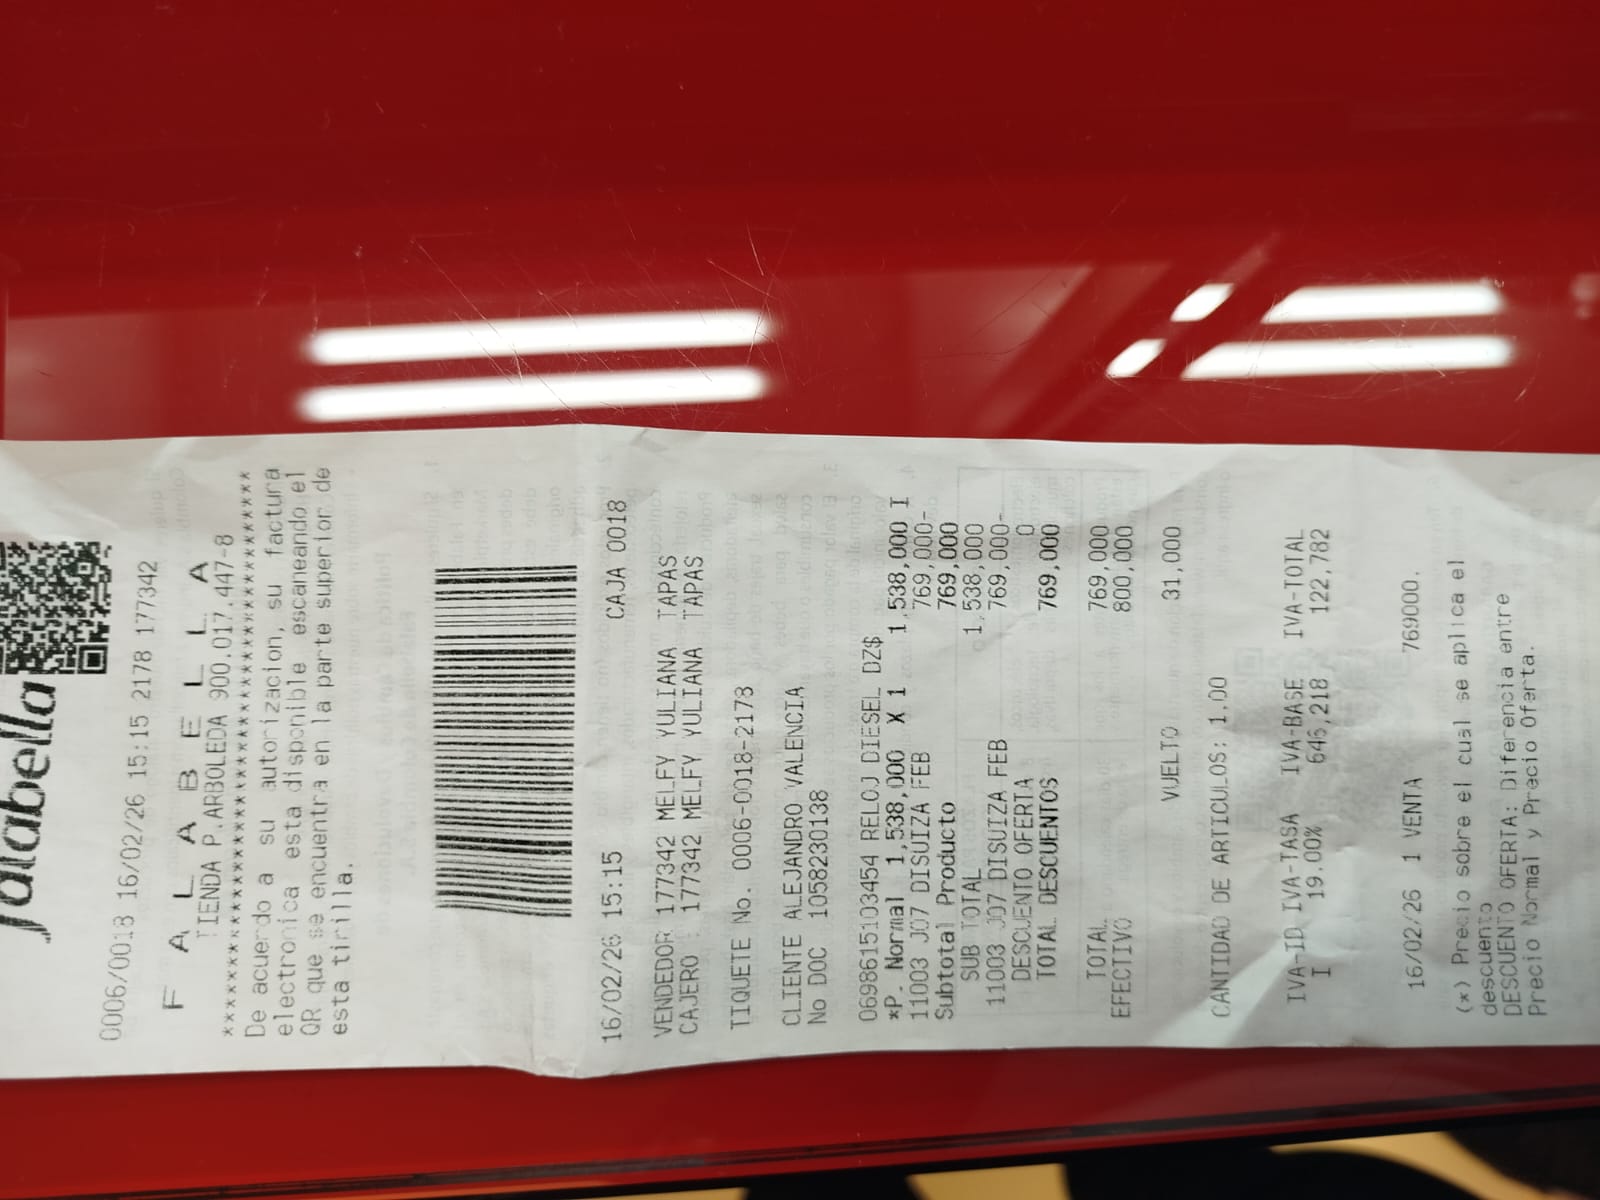 falabella
0006/0018 16/02/26 15:15 2178 177342
F A L A B E L L A
TIENDA P.ARBOLEDA 900.017.447-8
****************************************
De acuerdo a su autorizacion, su factura
electronica esta disponible escaneando el
QR que se encuentra en la parte superior de
esta tirilla.
16/02/26 15:15 CAJA 0018
VENDEDOR 177342 MELFY YULIANA TAPAS
CAJERO : 177342 MELFY YULIANA TAPAS
TIQUETE No. 0006-0018-2178
CLIENTE ALEJANDRO VALENCIA
No DOC 1058230138
0698615103454 RELOJ DIESEL DZ$
*P. Normal 1,538,000 X 1 1,538,000 I
11003 J07 DISUIZA FEB 769,000-
Subtotal Producto 769,000
SUB TOTAL 1,538,000
11003 J07 DISUIZA FEB 769,000-
DESCUENTO OFERTA 0
TOTAL DESCUENTOS 769,000
TOTAL 769,000
EFECTIVO 800,000
VUELTO 31,000
CANTIDAD DE ARTICULOS: 1.00
IVA-ID IVA-TASA IVA-BASE IVA-TOTAL
I 19.00% 646,218 122,782
16/02/26 1 VENTA 769000.
(*) Precio sobre el cual se aplica el
descuento
DESCUENTO OFERTA: Diferencia entre
Precio Normal y Precio Oferta.